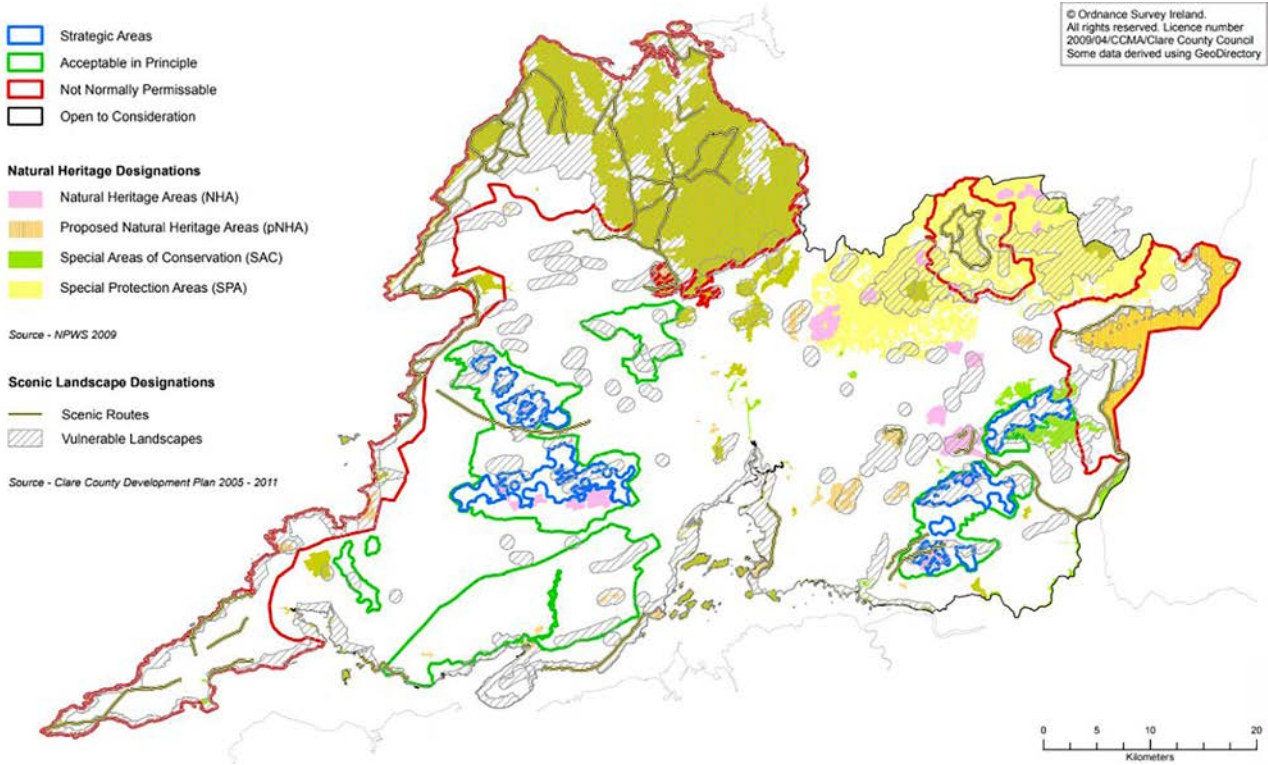 Strategic Areas
Acceptable in Principle
Not Normally Permissable
Open to Consideration
Natural Heritage Designations
Natural Heritage Areas (NHA)
Proposed Natural Heritage Areas (pNHA)
Special Areas of Conservation (SAC)
Special Protection Areas (SPA)
Source - NPWS 2009
Scenic Landscape Designations
Scenic Routes
Vulnerable Landscapes
Source - Clare County Development Plan 2005 - 2011
© Ordnance Survey Ireland.
All rights reserved. Licence number
2009/04/CCMA/Clare County Council
Some data derived using GeoDirectory
0 5 10 20
Kilometers